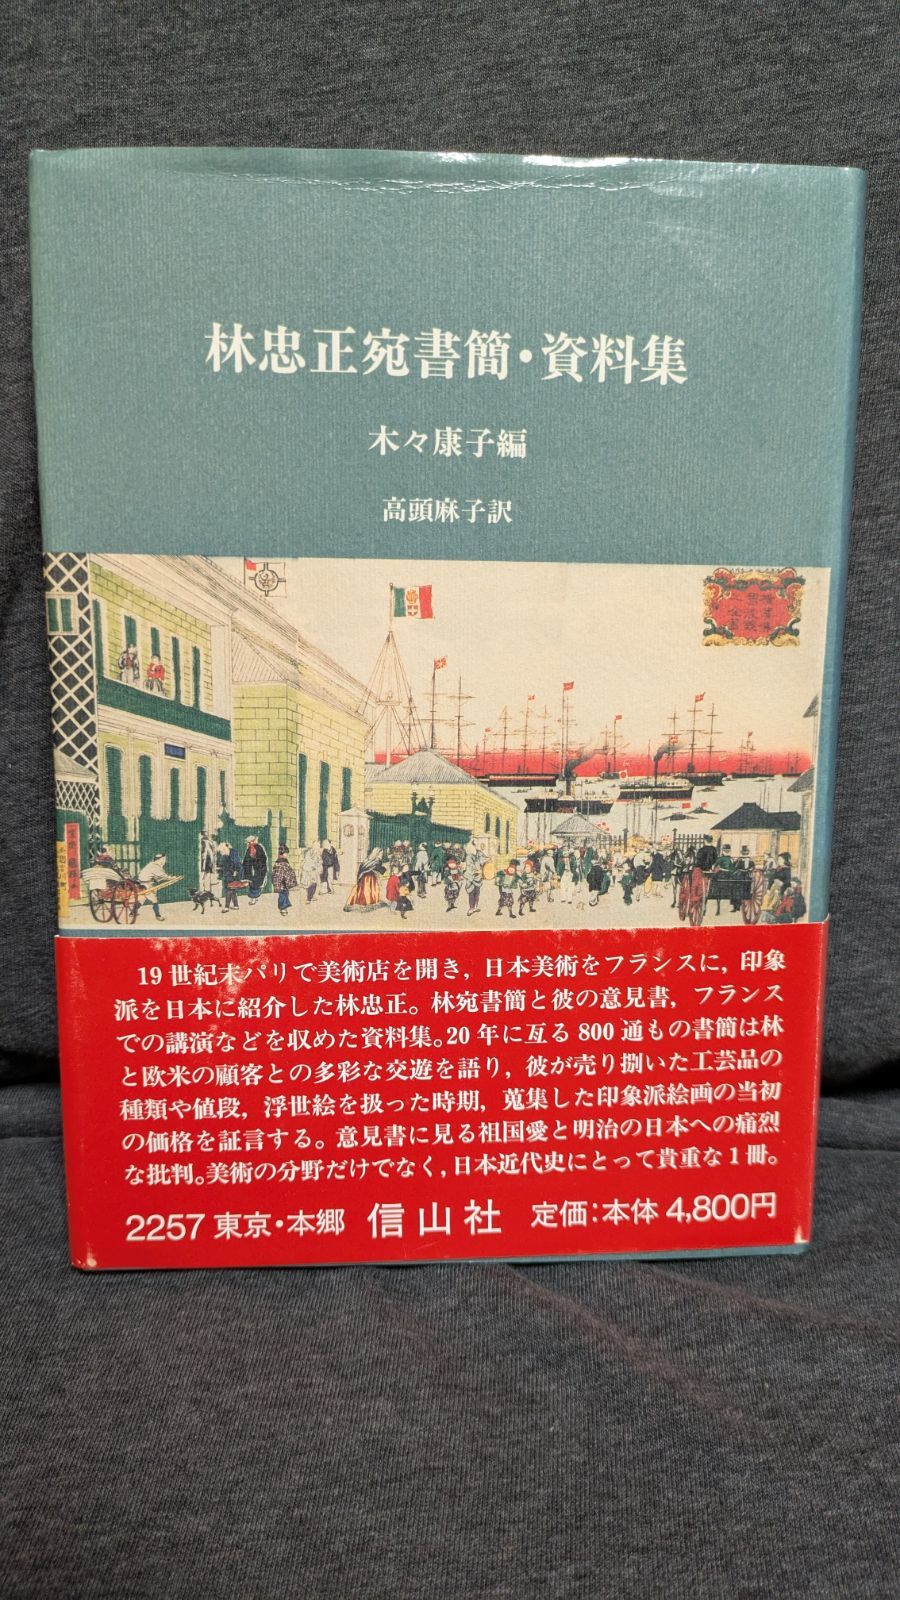 林忠正宛書簡・資料集
木々康子編
高頭麻子訳
19世紀末パリで美術店を開き，日本美術をフランスに，印象
派を日本に紹介した林忠正。林宛書簡と彼の意見書，フランス
での講演などを収めた資料集。20年に亙る800通もの書簡は林
と欧米の顧客との多彩な交遊を語り，彼が売り捌いた工芸品の
種類や値段，浮世絵を扱った時期，蒐集した印象派絵画の当初
の価格を証言する。意見書に見る祖国愛と明治の日本への痛烈
な批判。美術の分野だけでなく，日本近代史にとって貴重な1冊。
2257 東京・本郷 信山社 定価：本体4,800円